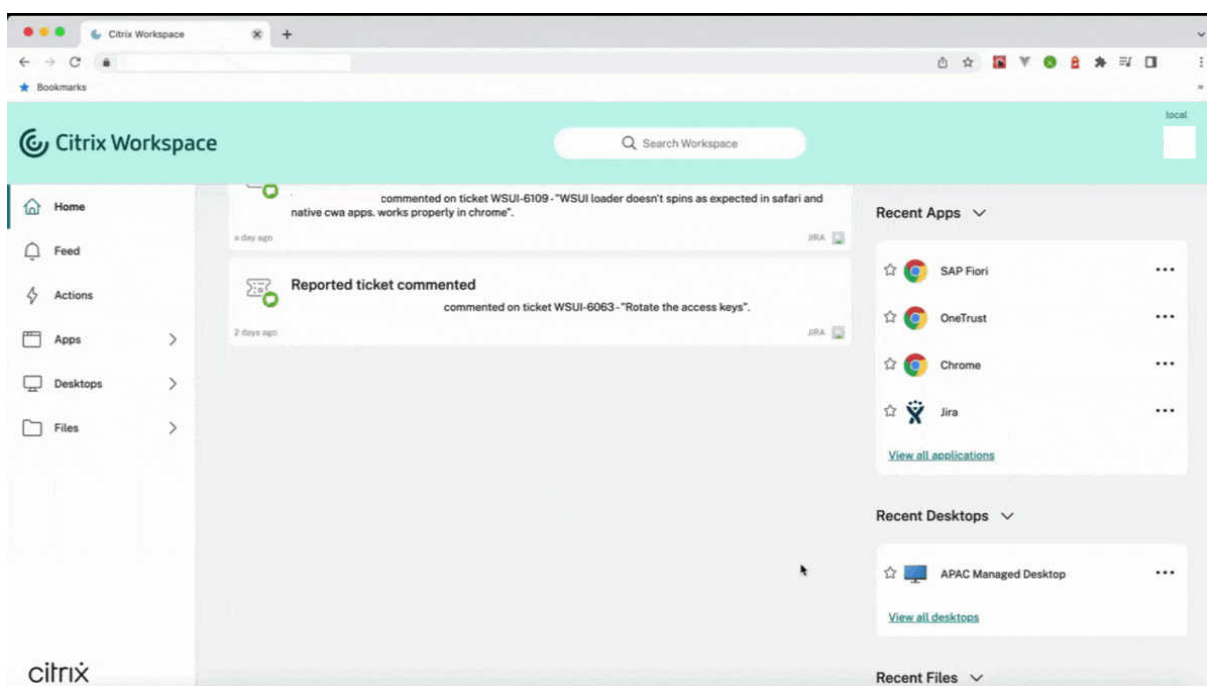 Citrix Workspace
Bookmarks
local
Citrix Workspace
Search Workspace
Home
Feed
Actions
Apps
Desktops
Files
citrix
commented on ticket WSUI-6109 - "WSUI loader doesn't spins as expected in safari and
native cwa apps. works properly in chrome".
a day ago
JIRA
Reported ticket commented
commented on ticket WSUI-6063 - "Rotate the access keys".
2 days ago
JIRA
Recent Apps
SAP Fiori
OneTrust
Chrome
Jira
View all applications
Recent Desktops
APAC Managed Desktop
View all desktops
Recent Files